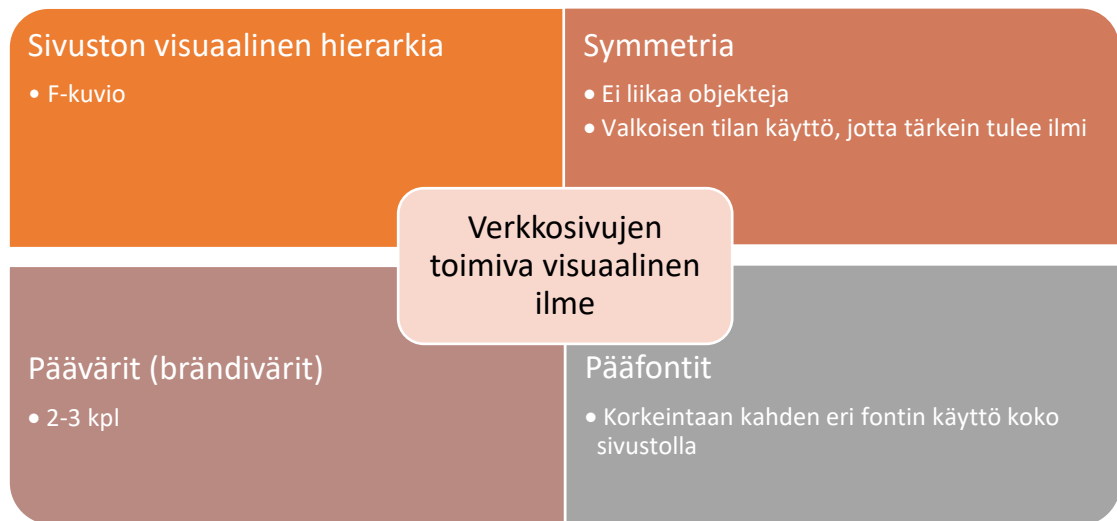 Sivuston visuaalinen hierarkia
• F-kuvio
Symmetria
• Ei liikaa objekteja
• Valkoisen tilan käyttö, jotta tärkein tulee ilmi
Verkkosivujen
toimiva visuaalinen
ilme
Päävärit (brändivärit)
• 2-3 kpl
Pääfontit
• Korkeintaan kahden eri fontin käyttö koko
sivustolla